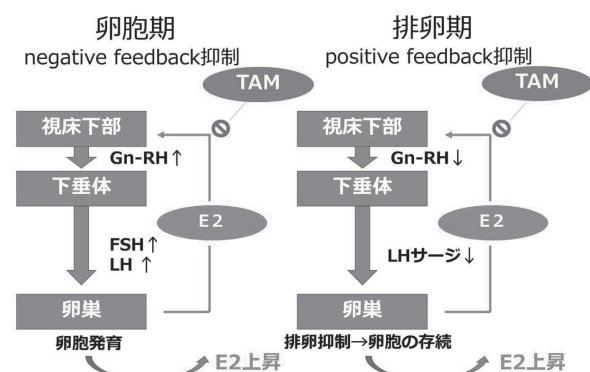 卵胞期
negative feedback抑制
TAM
視床下部
Gn-RH↑
下垂体
E2
FSH↑
LH ↑
卵巣
卵胞発育
E2上昇
排卵期
positive feedback抑制
TAM
視床下部
Gn-RH↓
下垂体
E2
LHサージ↓
卵巣
排卵抑制→卵胞の存続
E2上昇